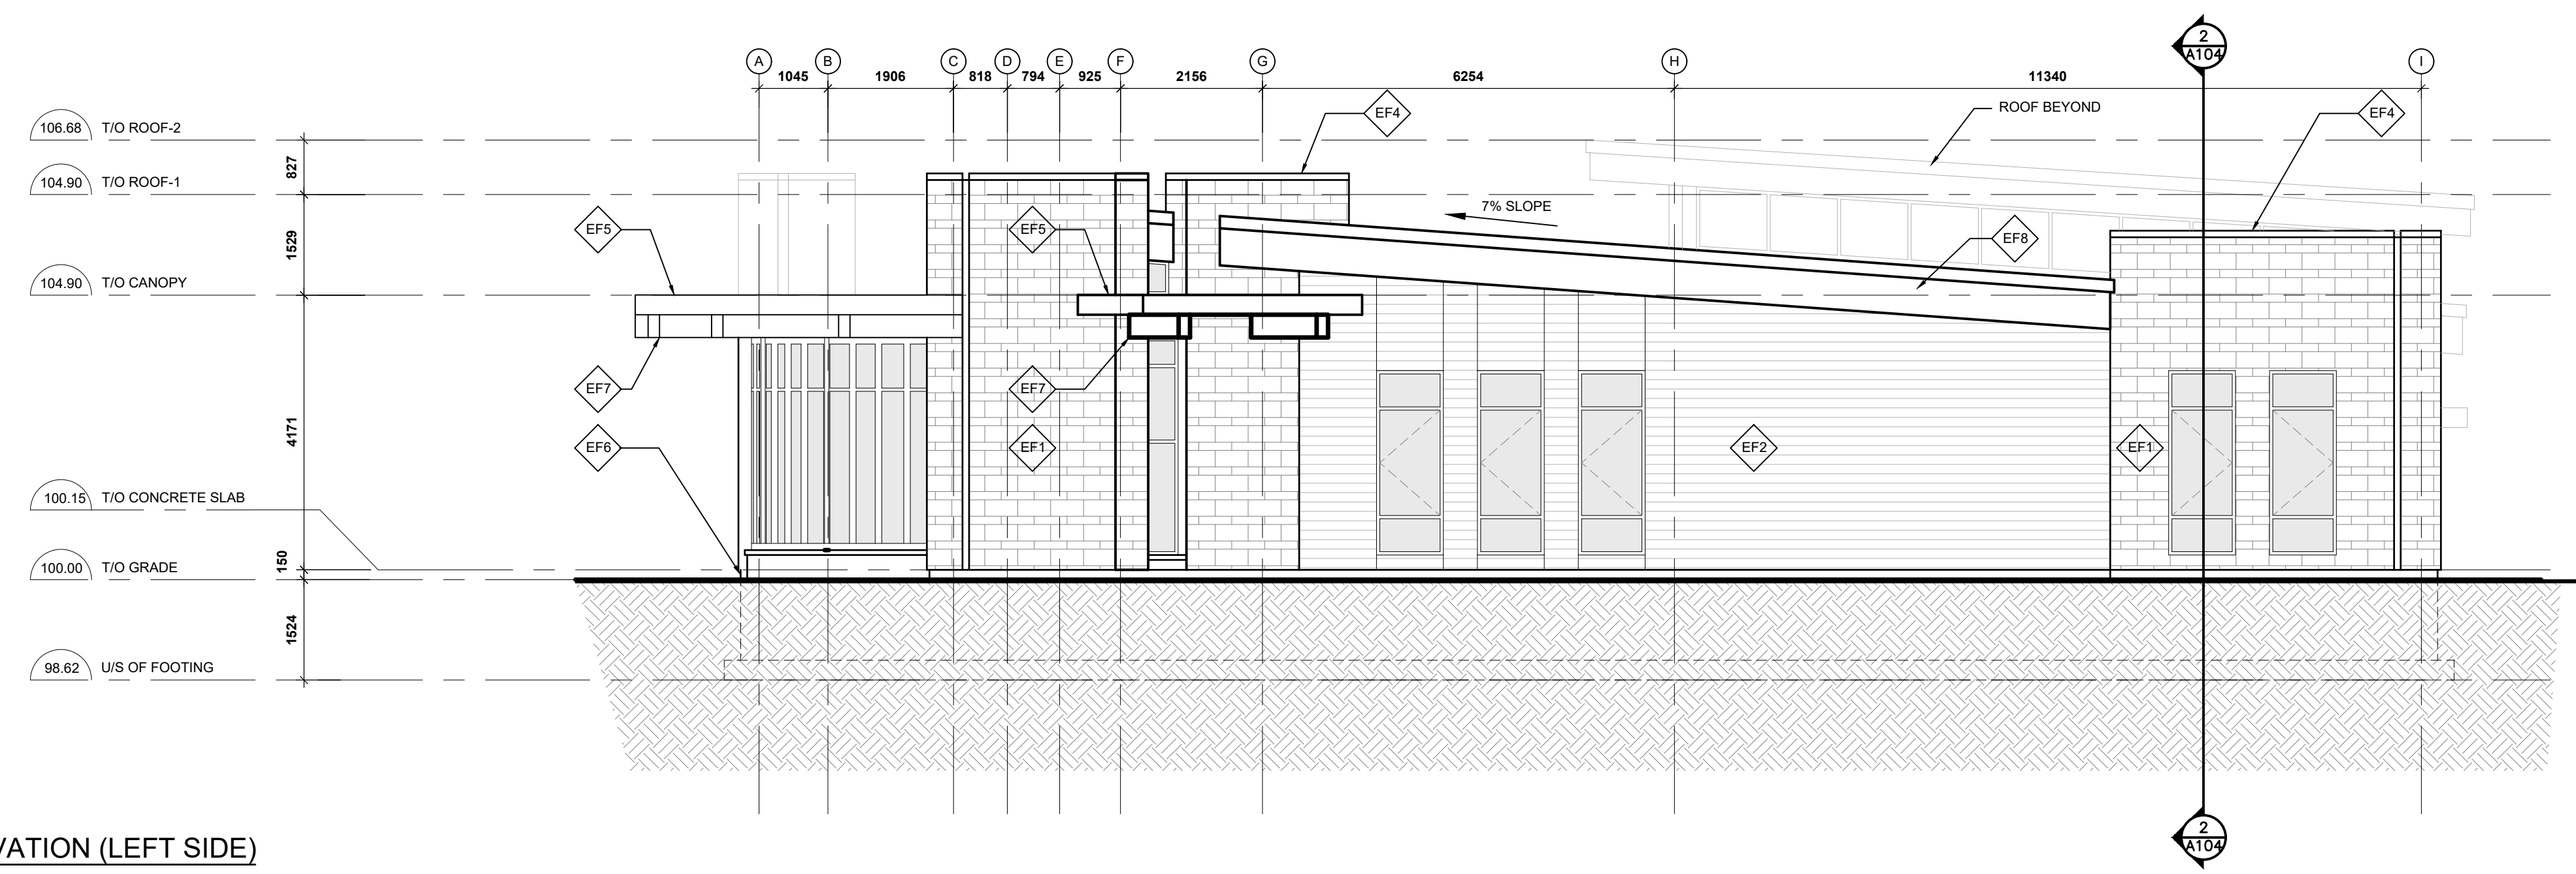 2
A104
A
B
C
D
E
F
G
H
I
1045
1906
818
794
925
2156
6254
11340
ROOF BEYOND
EF4
EF4
106.68 T/O ROOF-2
827
104.90 T/O ROOF-1
7% SLOPE
EF5
EF5
EF8
1529
104.90 T/O CANOPY
EF7
EF7
4171
EF6
EF1
EF2
EF1
100.15 T/O CONCRETE SLAB
150
100.00 T/O GRADE
1524
98.62 U/S OF FOOTING
2
A104
VATION (LEFT SIDE)